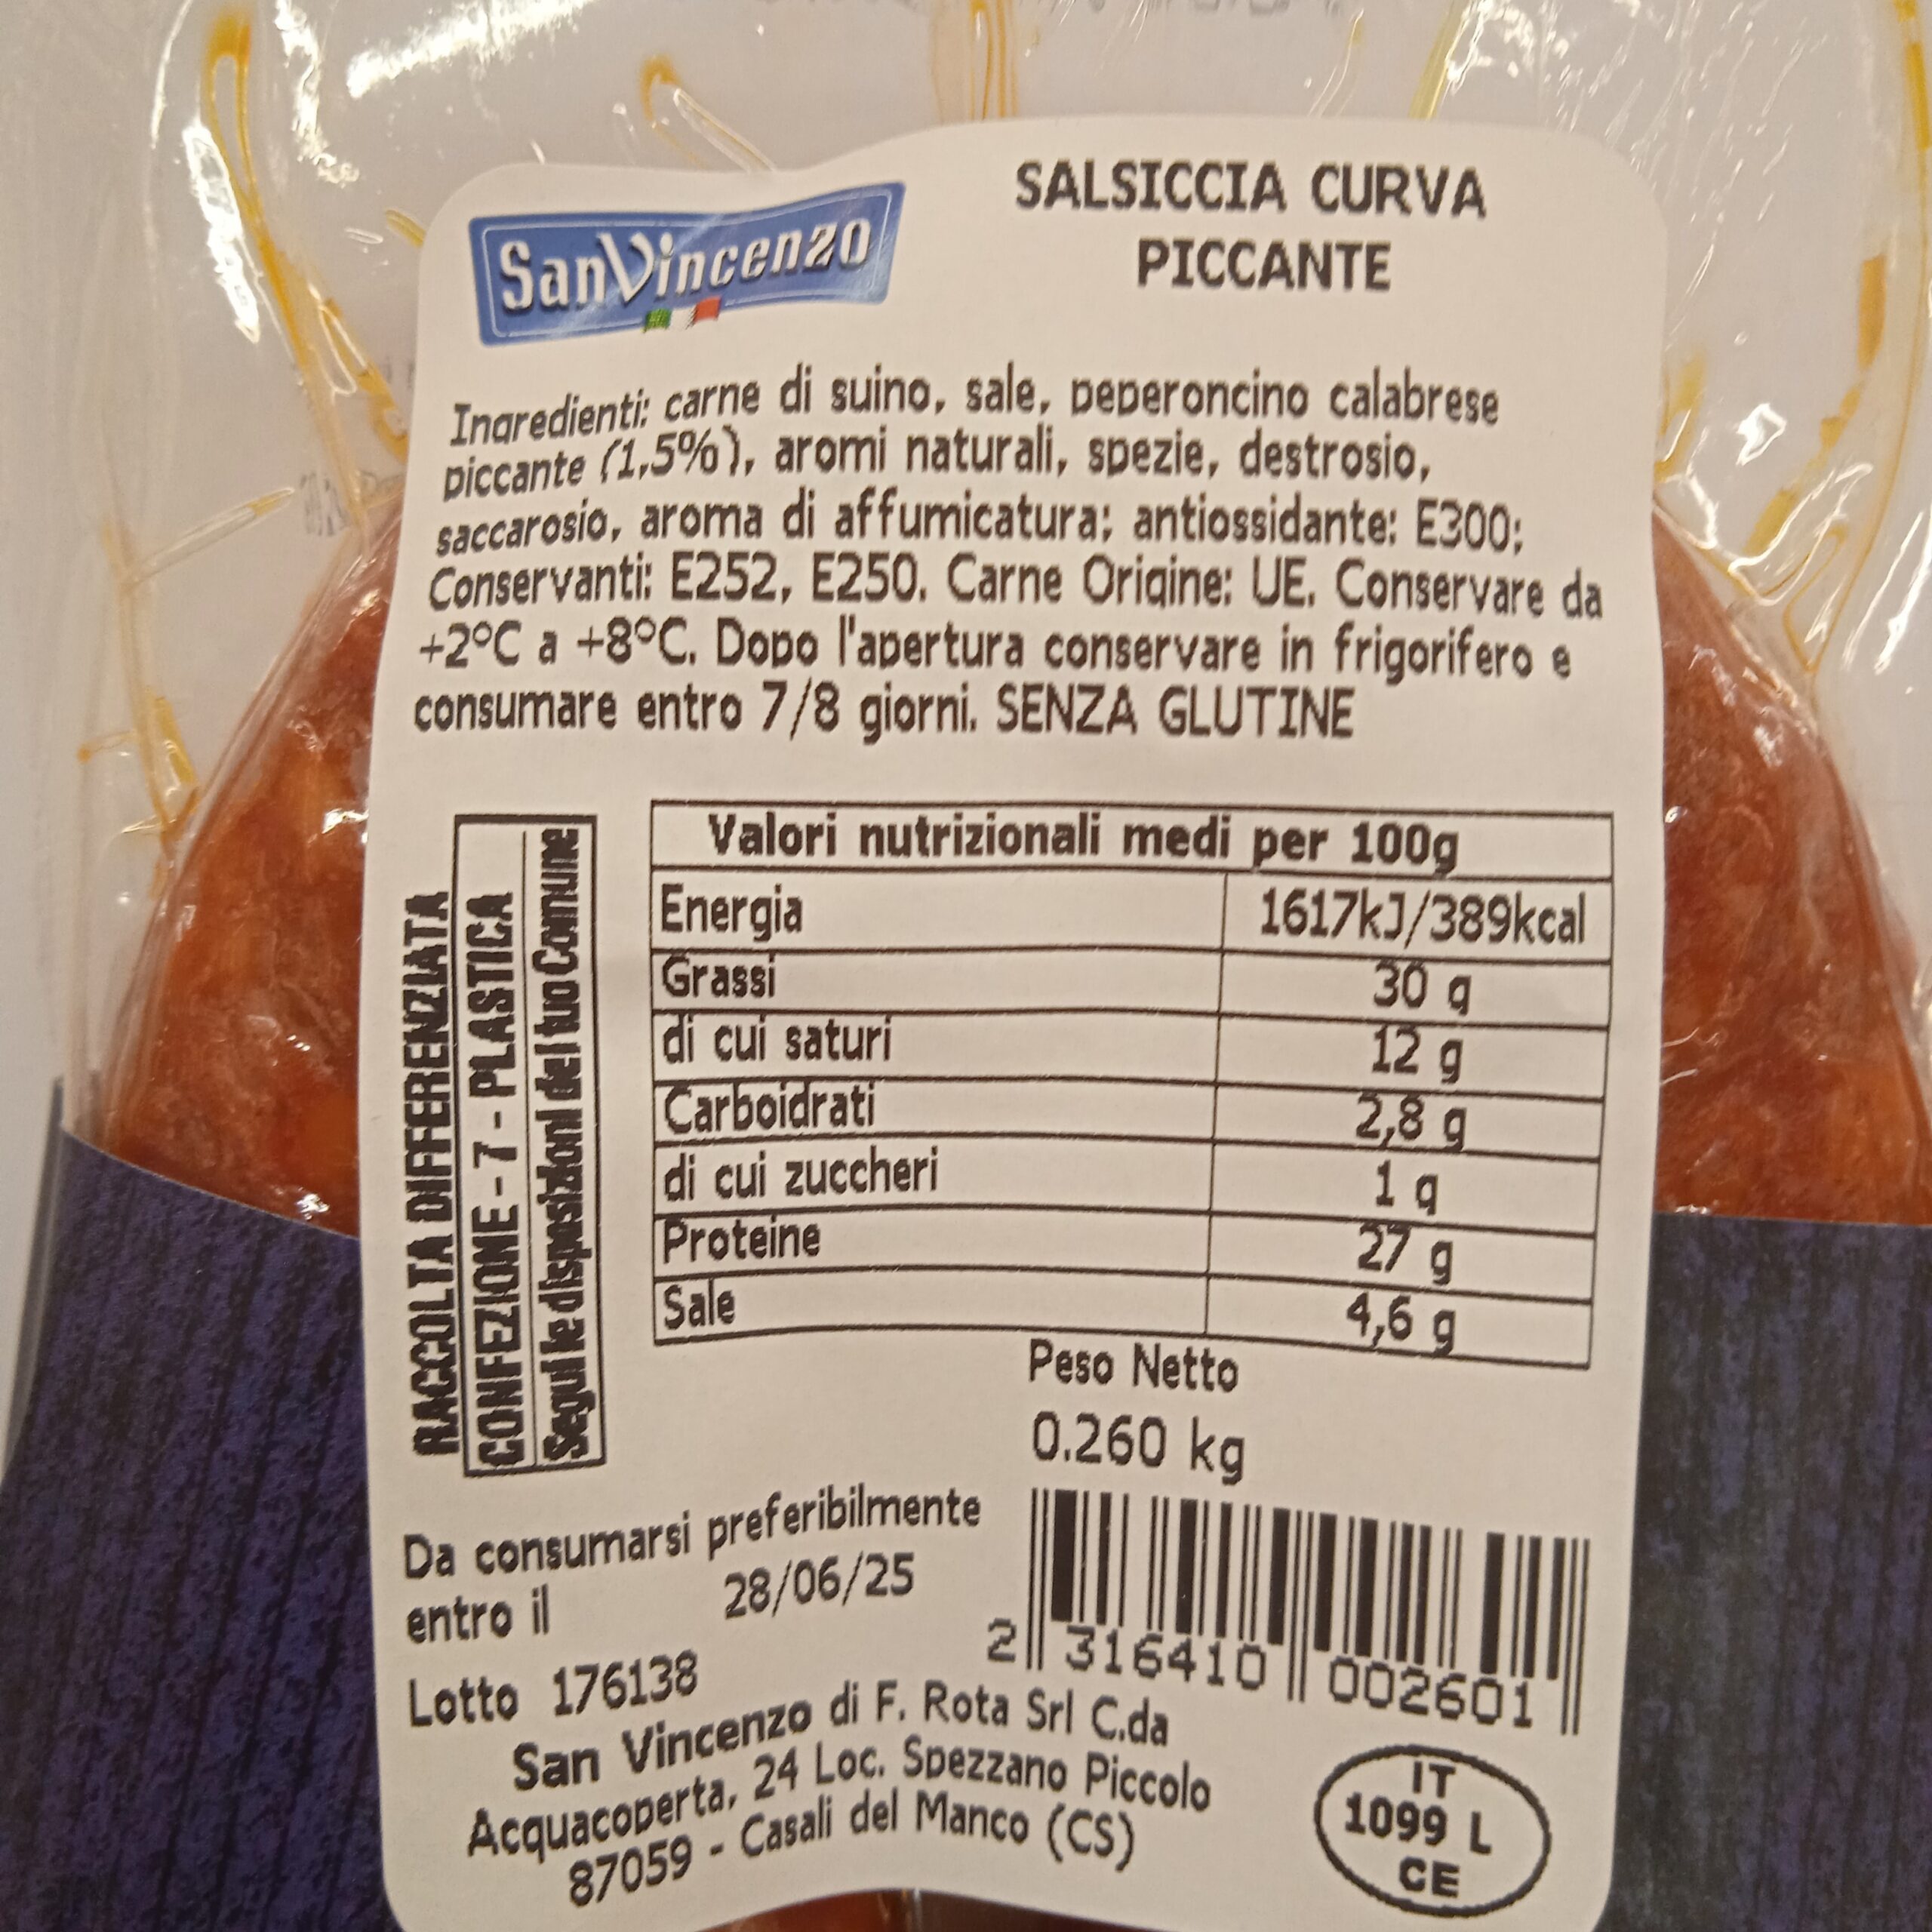 SanVincenzo
SALSICCIA CURVA
PICCANTE
Ingredienti: carne di suino, sale, peperoncino calabrese
piccante (1,5%), aromi naturali, spezie, destrosio,
saccarosio, aroma di affumicatura; antiossidante: E300;
Conservanti: E252, E250. Carne Origine: UE. Conservare da
+2°C a +8°C. Dopo l'apertura conservare in frigorifero e
consumare entro 7/8 giorni. SENZA GLUTINE
RACCOLTA DIFFERENZIATA
CONFEZIONE - 7 - PLASTICA
Segui le disposizioni del tuo Comune
Valori nutrizionali medi per 100g
Energia 1617kJ/389kcal
Grassi 30 g
di cui saturi 12 g
Carboidrati 2,8 g
di cui zuccheri 1 g
Proteine 27 g
Sale 4,6 g
Peso Netto
0.260 kg
Da consumarsi preferibilmente
entro il 28/06/25
Lotto 176138
2 316410 002601
San Vincenzo di F. Rota Srl C.da
Acquacoperta, 24 Loc. Spezzano Piccolo
87059 - Casali del Manco (CS)
IT
1099 L
CE